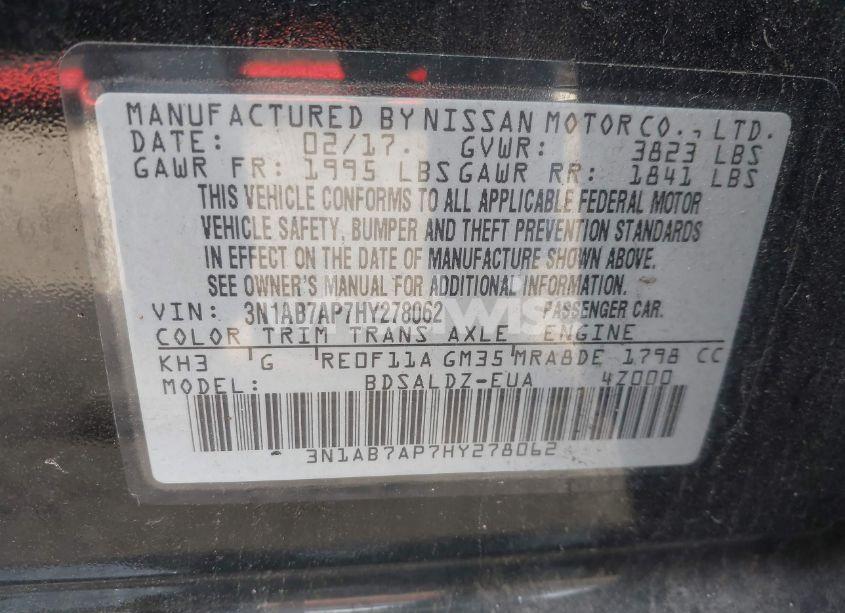 MANUFACTURED BY NISSAN MOTOR CO., LTD.
DATE: 02/17. GVWR: 3823 LBS
GAWR FR: 1995 LBS GAWR RR: 1841 LBS
THIS VEHICLE CONFORMS TO ALL APPLICABLE FEDERAL MOTOR
VEHICLE SAFETY, BUMPER AND THEFT PREVENTION STANDARDS
IN EFFECT ON THE DATE OF MANUFACTURE SHOWN ABOVE.
SEE OWNER'S MANUAL FOR ADDITIONAL INFORMATION.
VIN: 3N1AB7AP7HY278062 PASSENGER CAR.
COLOR TRIM TRANS AXLE ENGINE
KH3 G RE0F11A GM35 MRA8DE 1798 CC
MODEL: BDSALDZ-EUA 4Z000
3N1AB7AP7HY278062